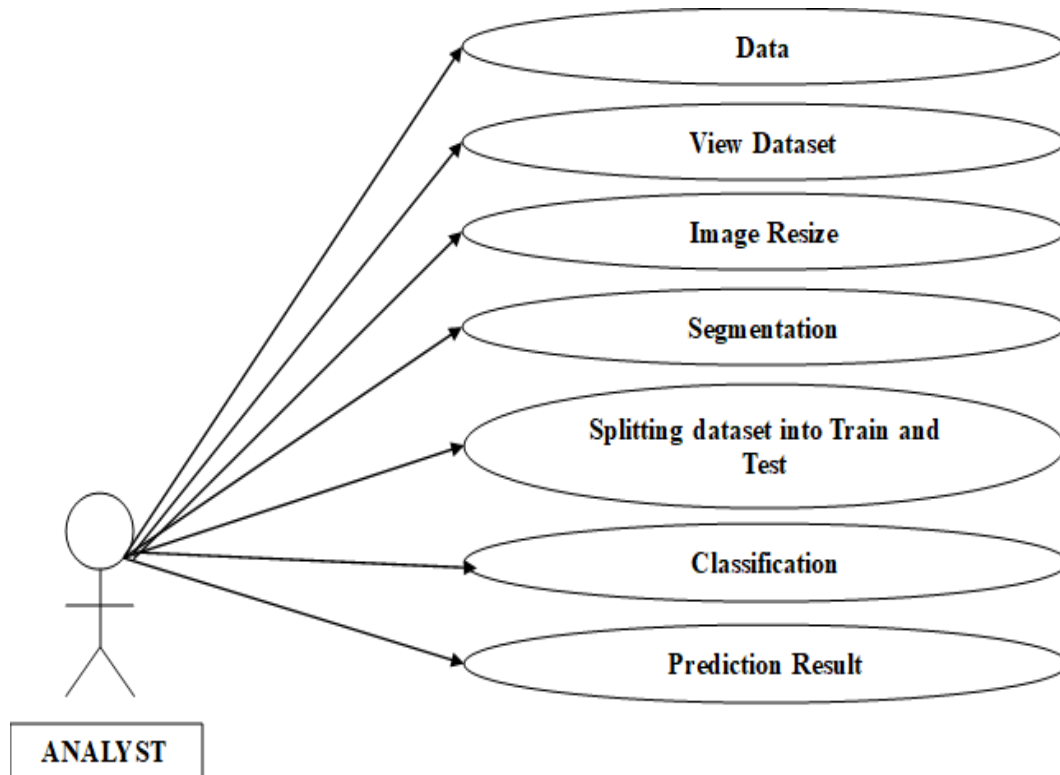 Data
View Dataset
Image Resize
Segmentation
Splitting dataset into Train and
Test
Classification
Prediction Result
ANALYST